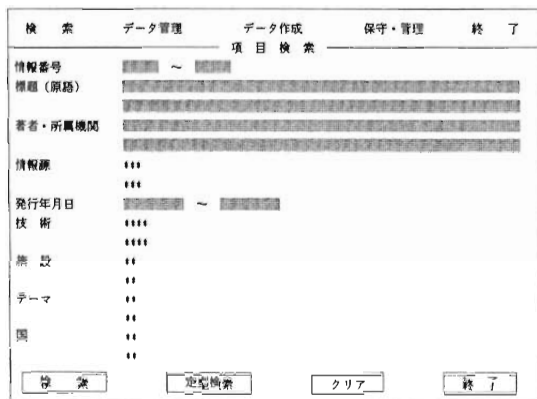 検 索 データ管理 データ作成 保守・管理 終 了
項 目 検 索
情報番号 ～
標題（原語）
著者・所属機関
情報源 ***
***
発行年月日 ～
技 術 ****
****
施 設 **
**
テーマ **
**
国 **
**
検 索 定型検索 クリア 終 了